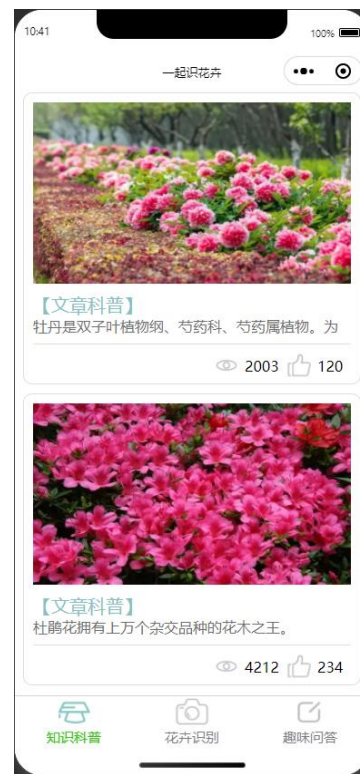 10:41
100%
一起识花卉
【文章科普】
牡丹是双子叶植物纲、芍药科、芍药属植物。为
2003 120
【文章科普】
杜鹃花拥有上万个杂交品种的花木之王。
4212 234
知识科普 花卉识别 趣味问答